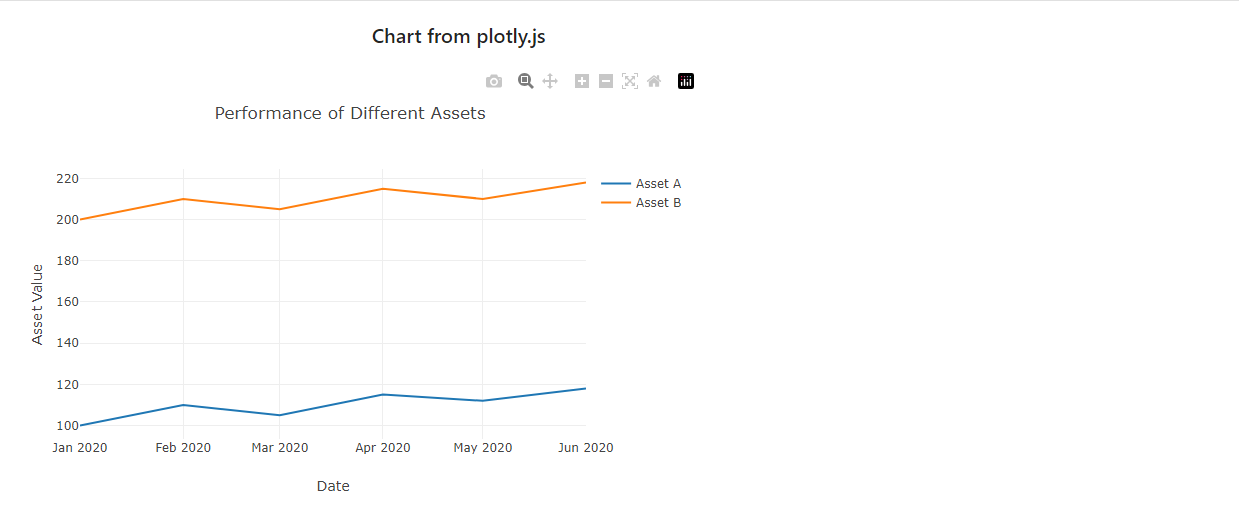 Chart from plotly.js
Performance of Different Assets
220
200
180
160
140
120
100
Asset Value
Jan 2020 Feb 2020 Mar 2020 Apr 2020 May 2020 Jun 2020
Date
Asset A
Asset B